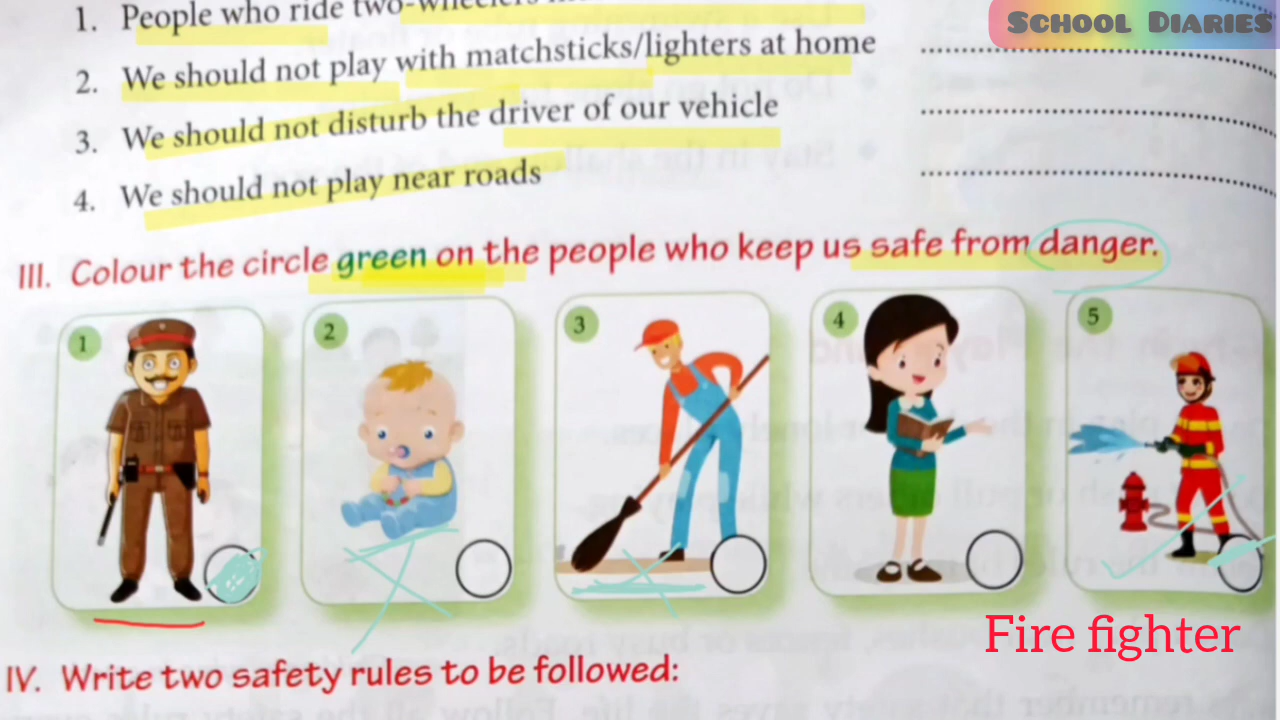 1. People who ride two-wheelers
SCHOOL DIARIES
2. We should not play with matchsticks/lighters at home
3. We should not disturb the driver of our vehicle
4. We should not play near roads
III. Colour the circle green on the people who keep us safe from danger.
1 2 3 4 5
Fire fighter
IV. Write two safety rules to be followed: